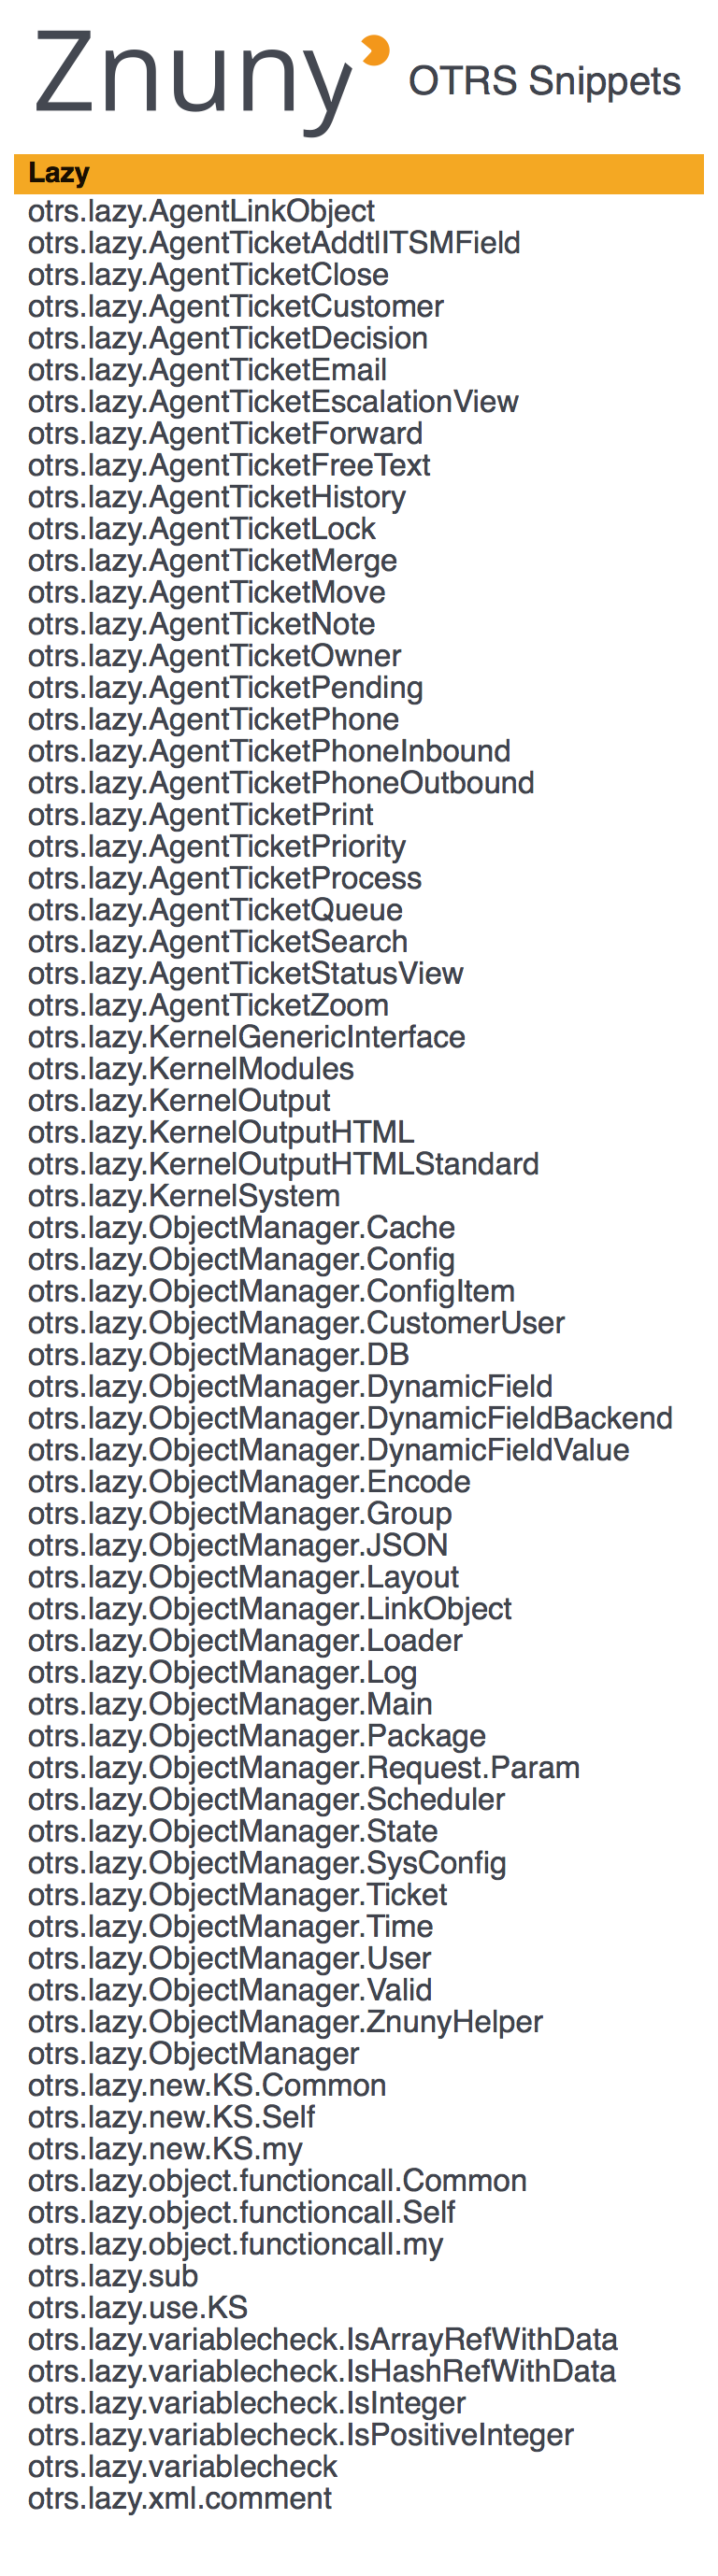 Znuny OTRS Snippets
Lazy
otrs.lazy.AgentLinkObject
otrs.lazy.AgentTicketAddtlITSMField
otrs.lazy.AgentTicketClose
otrs.lazy.AgentTicketCustomer
otrs.lazy.AgentTicketDecision
otrs.lazy.AgentTicketEmail
otrs.lazy.AgentTicketEscalationView
otrs.lazy.AgentTicketForward
otrs.lazy.AgentTicketFreeText
otrs.lazy.AgentTicketHistory
otrs.lazy.AgentTicketLock
otrs.lazy.AgentTicketMerge
otrs.lazy.AgentTicketMove
otrs.lazy.AgentTicketNote
otrs.lazy.AgentTicketOwner
otrs.lazy.AgentTicketPending
otrs.lazy.AgentTicketPhone
otrs.lazy.AgentTicketPhoneInbound
otrs.lazy.AgentTicketPhoneOutbound
otrs.lazy.AgentTicketPrint
otrs.lazy.AgentTicketPriority
otrs.lazy.AgentTicketProcess
otrs.lazy.AgentTicketQueue
otrs.lazy.AgentTicketSearch
otrs.lazy.AgentTicketStatusView
otrs.lazy.AgentTicketZoom
otrs.lazy.KernelGenericInterface
otrs.lazy.KernelModules
otrs.lazy.KernelOutput
otrs.lazy.KernelOutputHTML
otrs.lazy.KernelOutputHTMLStandard
otrs.lazy.KernelSystem
otrs.lazy.ObjectManager.Cache
otrs.lazy.ObjectManager.Config
otrs.lazy.ObjectManager.ConfigItem
otrs.lazy.ObjectManager.CustomerUser
otrs.lazy.ObjectManager.DB
otrs.lazy.ObjectManager.DynamicField
otrs.lazy.ObjectManager.DynamicFieldBackend
otrs.lazy.ObjectManager.DynamicFieldValue
otrs.lazy.ObjectManager.Encode
otrs.lazy.ObjectManager.Group
otrs.lazy.ObjectManager.JSON
otrs.lazy.ObjectManager.Layout
otrs.lazy.ObjectManager.LinkObject
otrs.lazy.ObjectManager.Loader
otrs.lazy.ObjectManager.Log
otrs.lazy.ObjectManager.Main
otrs.lazy.ObjectManager.Package
otrs.lazy.ObjectManager.Request.Param
otrs.lazy.ObjectManager.Scheduler
otrs.lazy.ObjectManager.State
otrs.lazy.ObjectManager.SysConfig
otrs.lazy.ObjectManager.Ticket
otrs.lazy.ObjectManager.Time
otrs.lazy.ObjectManager.User
otrs.lazy.ObjectManager.Valid
otrs.lazy.ObjectManager.ZnunyHelper
otrs.lazy.ObjectManager
otrs.lazy.new.KS.Common
otrs.lazy.new.KS.Self
otrs.lazy.new.KS.my
otrs.lazy.object.functioncall.Common
otrs.lazy.object.functioncall.Self
otrs.lazy.object.functioncall.my
otrs.lazy.sub
otrs.lazy.use.KS
otrs.lazy.variablecheck.IsArrayRefWithData
otrs.lazy.variablecheck.IsHashRefWithData
otrs.lazy.variablecheck.IsInteger
otrs.lazy.variablecheck.IsPositiveInteger
otrs.lazy.variablecheck
otrs.lazy.xml.comment